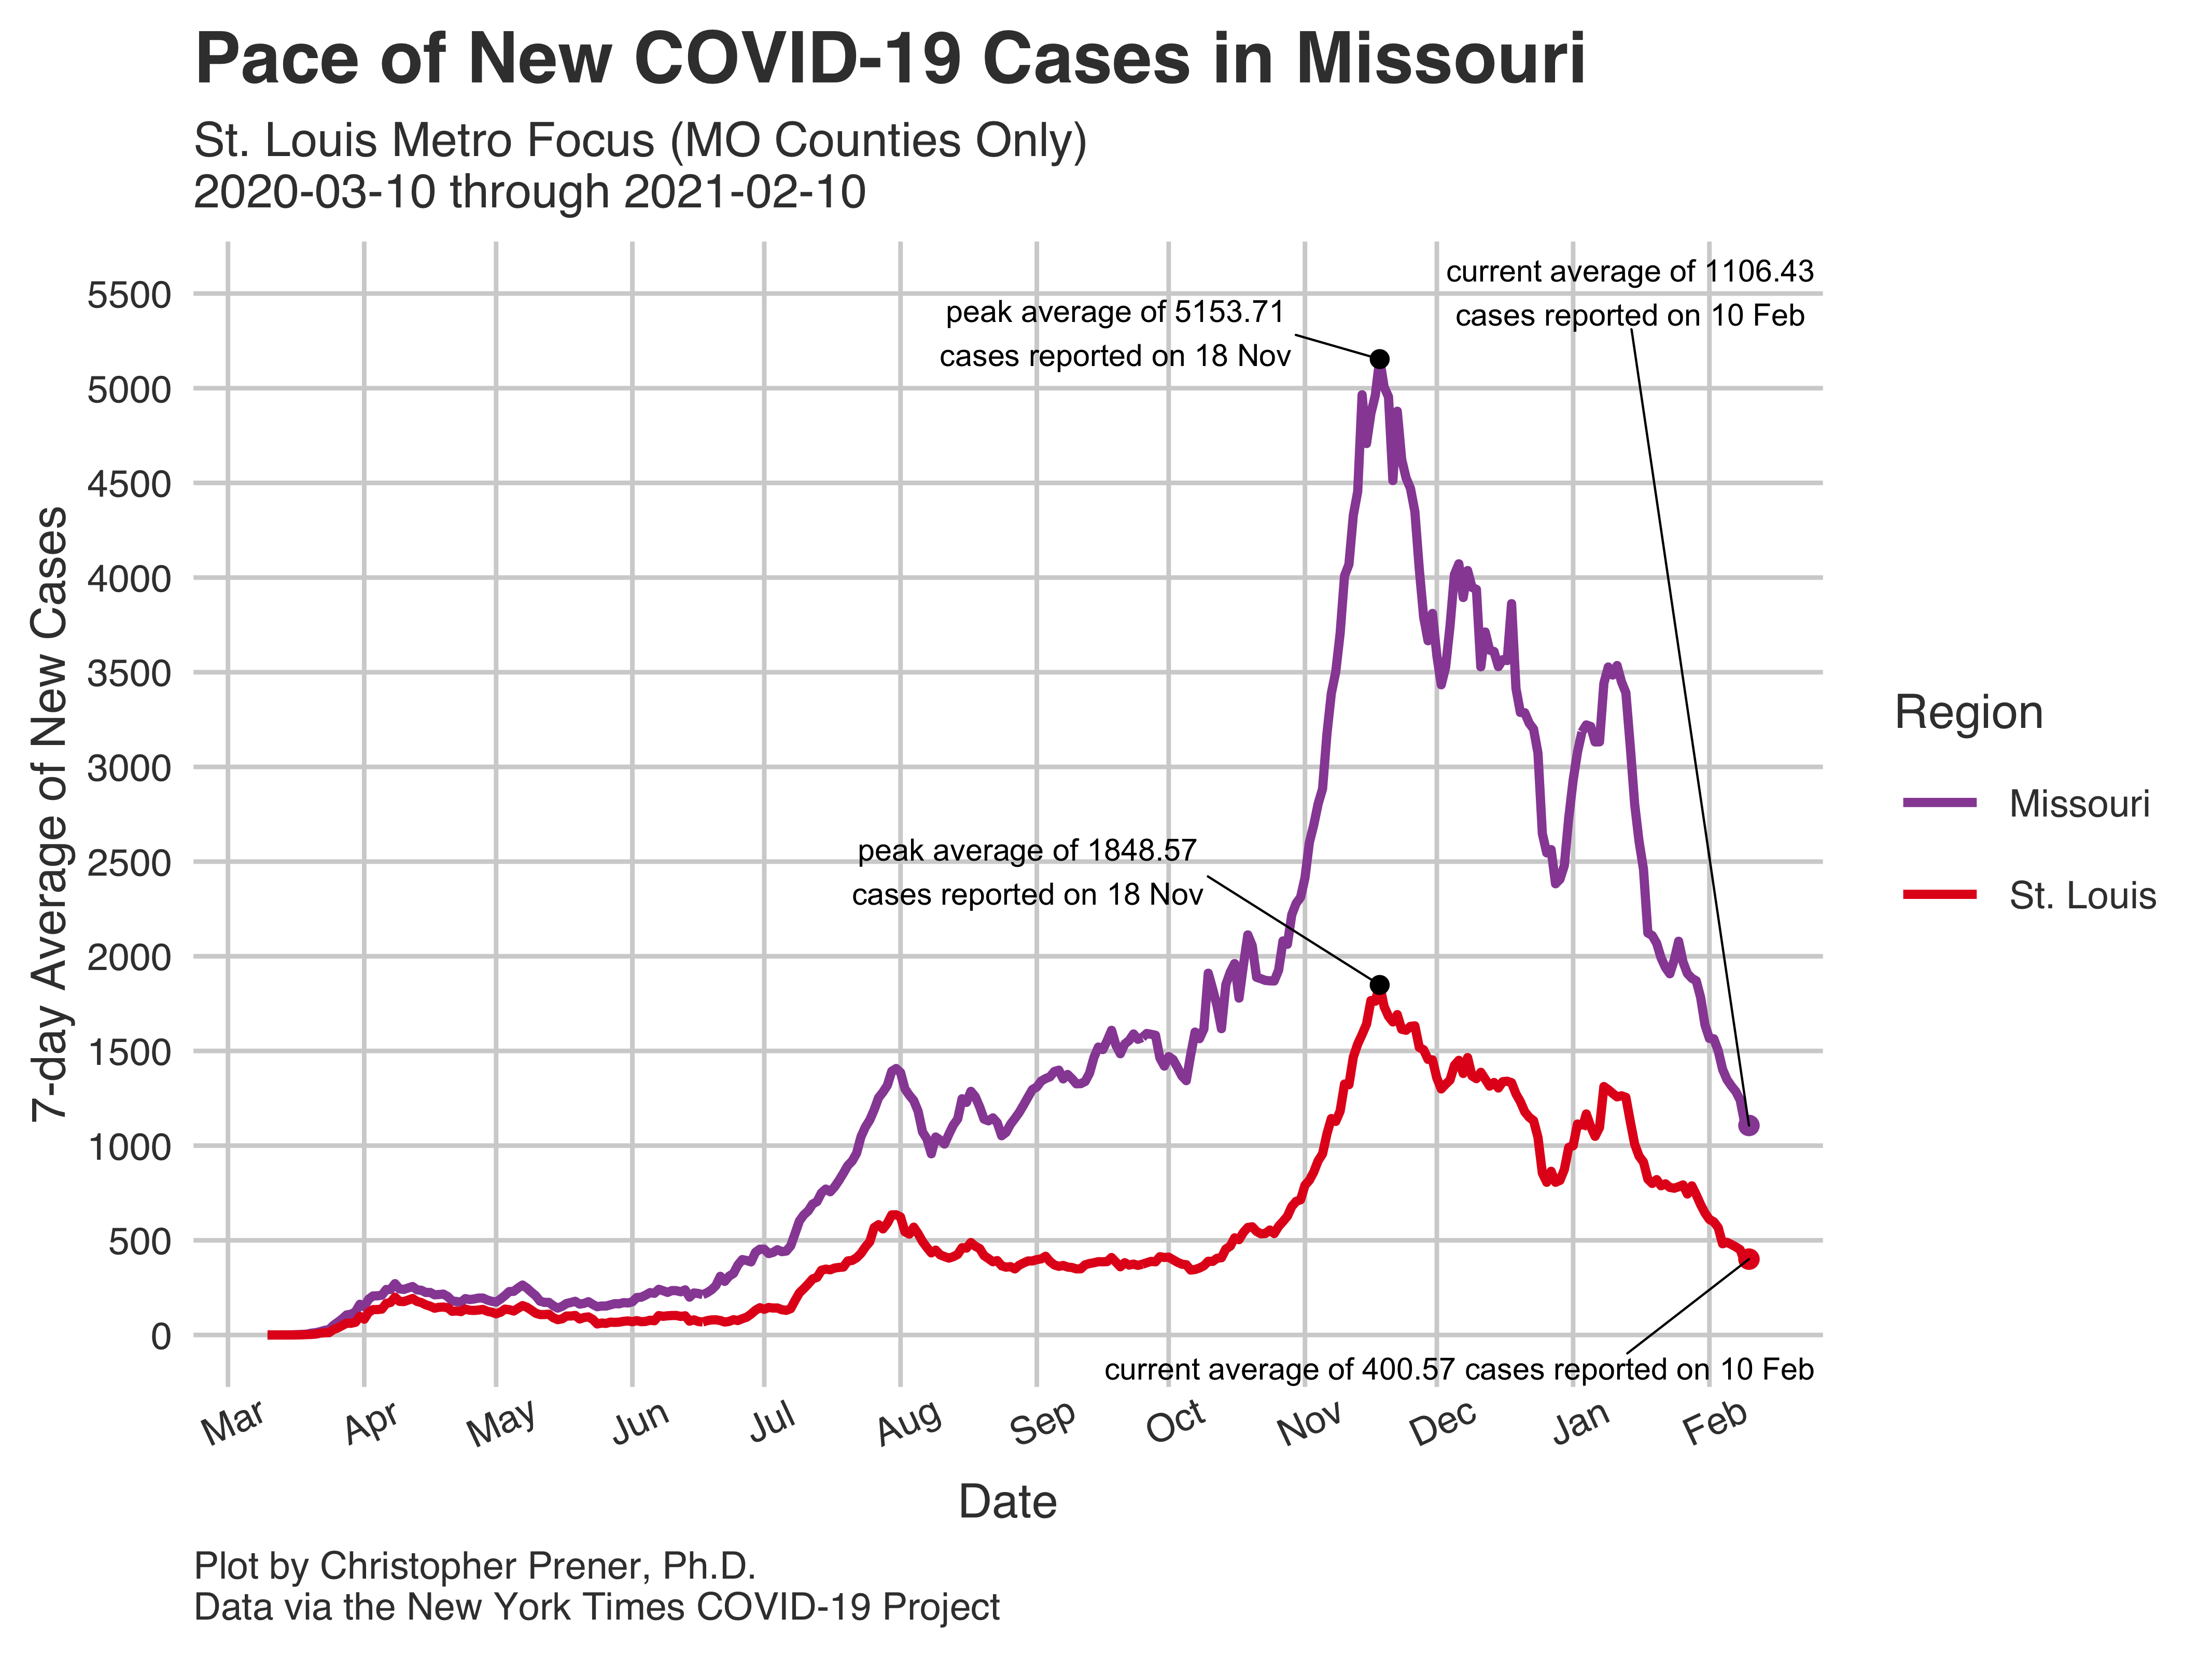 Pace of New COVID-19 Cases in Missouri
St. Louis Metro Focus (MO Counties Only)
2020-03-10 through 2021-02-10
current average of 1106.43
cases reported on 10 Feb
peak average of 5153.71
cases reported on 18 Nov
peak average of 1848.57
cases reported on 18 Nov
current average of 400.57 cases reported on 10 Feb
7-day Average of New Cases
5500
5000
4500
4000
3500
3000
2500
2000
1500
1000
500
0
Mar
Apr
May
Jun
Jul
Aug
Sep
Oct
Nov
Dec
Jan
Feb
Date
Region
Missouri
St. Louis
Plot by Christopher Prener, Ph.D.
Data via the New York Times COVID-19 Project